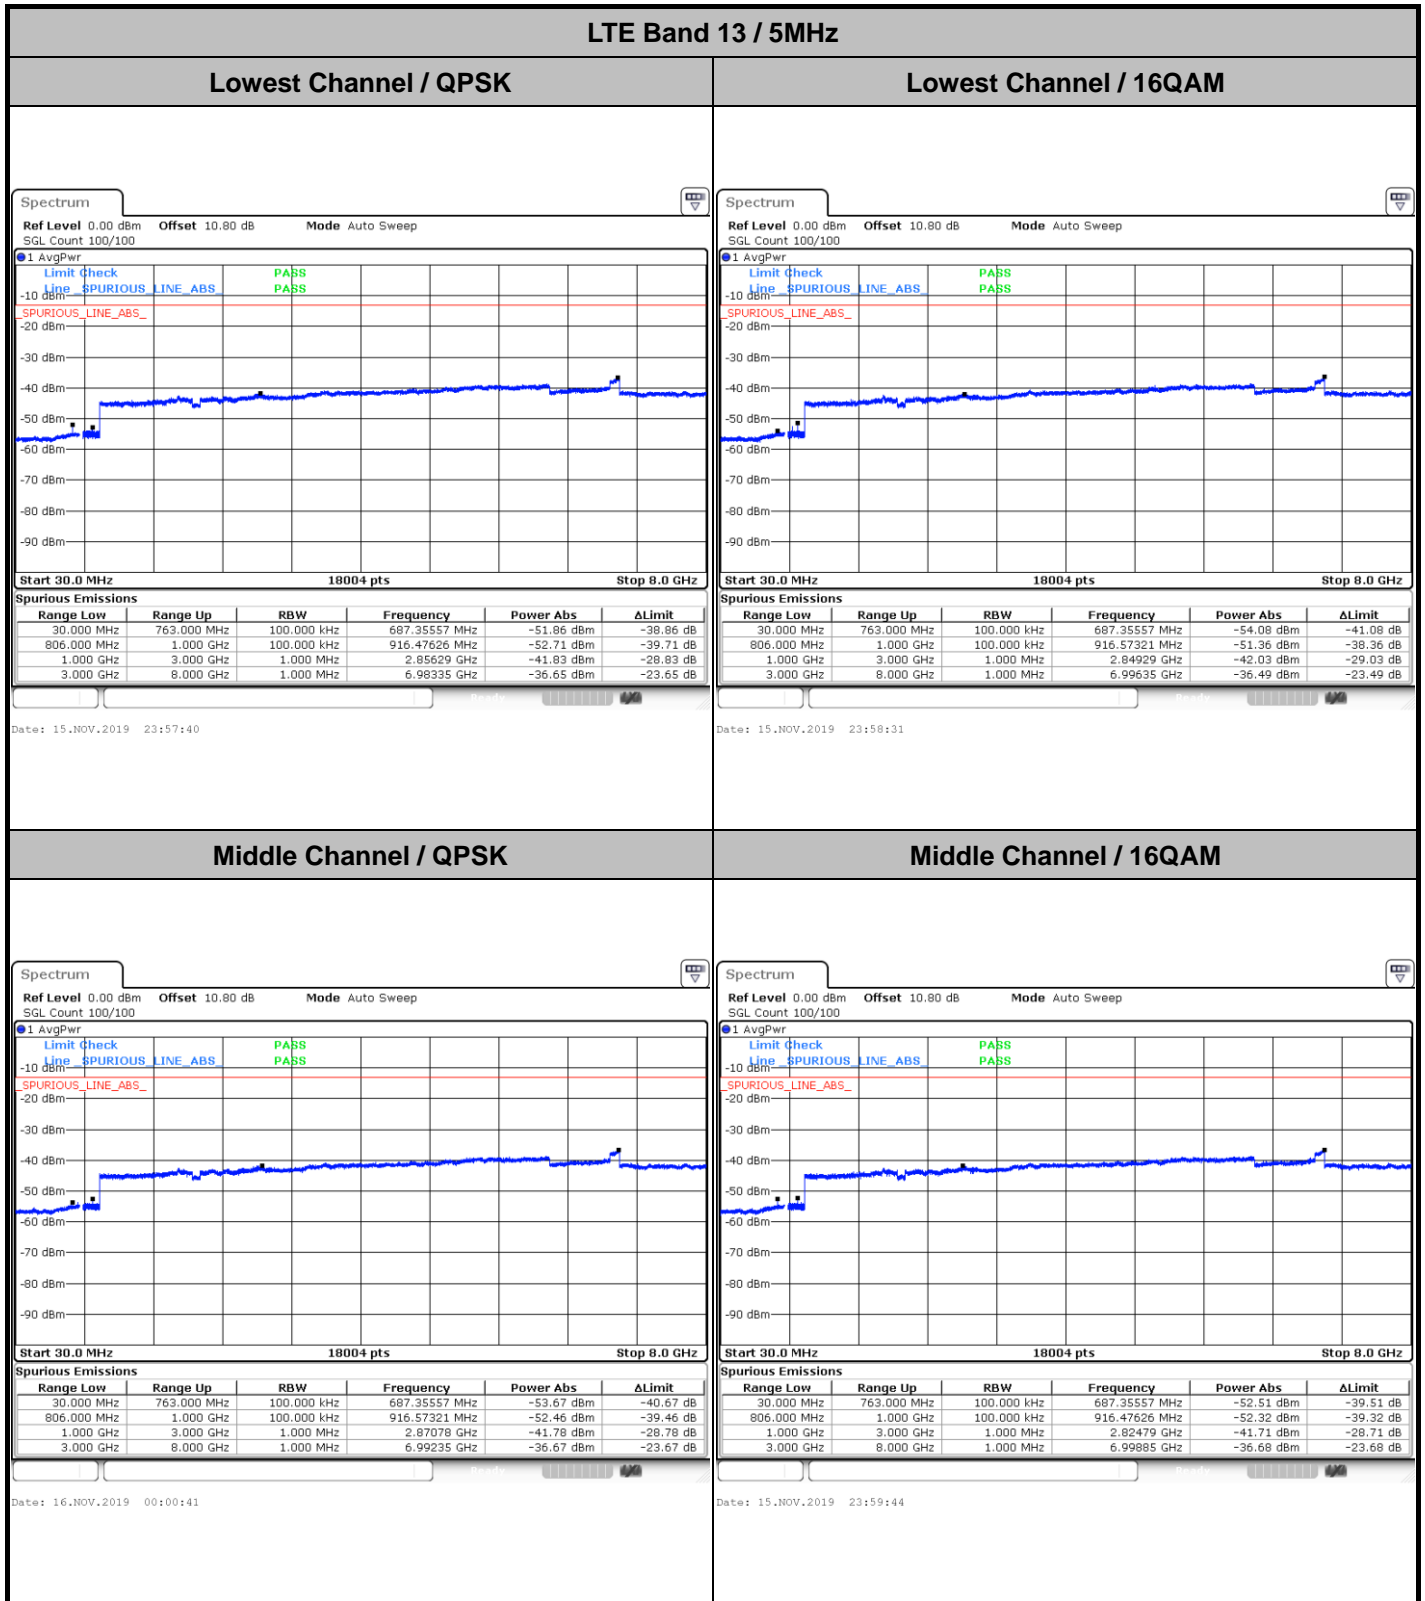 LTE Band 13 / 5MHz
Lowest Channel / QPSK
Lowest Channel / 16QAM
Spectrum
Ref Level 0.00 dBm Offset 10.80 dB Mode Auto Sweep
SGL Count 100/100
1 AvgPwr
Limit Check PASS
Line _SPURIOUS_LINE_ABS_ PASS
-10 dBm
_SPURIOUS_LINE_ABS_
-20 dBm
-30 dBm
-40 dBm
-50 dBm
-60 dBm
-70 dBm
-80 dBm
-90 dBm
Start 30.0 MHz 18004 pts Stop 8.0 GHz
Spurious Emissions
Range Low Range Up RBW Frequency Power Abs ΔLimit
30.000 MHz 763.000 MHz 100.000 kHz 687.35557 MHz -51.86 dBm -38.86 dB
806.000 MHz 1.000 GHz 100.000 kHz 916.47626 MHz -52.71 dBm -39.71 dB
1.000 GHz 3.000 GHz 1.000 MHz 2.85629 GHz -41.83 dBm -28.83 dB
3.000 GHz 8.000 GHz 1.000 MHz 6.98335 GHz -36.65 dBm -23.65 dB
Ready
Date: 15.NOV.2019 23:57:40
Spectrum
Ref Level 0.00 dBm Offset 10.80 dB Mode Auto Sweep
SGL Count 100/100
1 AvgPwr
Limit Check PASS
Line _SPURIOUS_LINE_ABS_ PASS
-10 dBm
_SPURIOUS_LINE_ABS_
-20 dBm
-30 dBm
-40 dBm
-50 dBm
-60 dBm
-70 dBm
-80 dBm
-90 dBm
Start 30.0 MHz 18004 pts Stop 8.0 GHz
Spurious Emissions
Range Low Range Up RBW Frequency Power Abs ΔLimit
30.000 MHz 763.000 MHz 100.000 kHz 687.35557 MHz -54.08 dBm -41.08 dB
806.000 MHz 1.000 GHz 100.000 kHz 916.57321 MHz -51.36 dBm -38.36 dB
1.000 GHz 3.000 GHz 1.000 MHz 2.84929 GHz -42.03 dBm -29.03 dB
3.000 GHz 8.000 GHz 1.000 MHz 6.99635 GHz -36.49 dBm -23.49 dB
Ready
Date: 15.NOV.2019 23:58:31
Middle Channel / QPSK
Middle Channel / 16QAM
Spectrum
Ref Level 0.00 dBm Offset 10.80 dB Mode Auto Sweep
SGL Count 100/100
1 AvgPwr
Limit Check PASS
Line _SPURIOUS_LINE_ABS_ PASS
-10 dBm
_SPURIOUS_LINE_ABS_
-20 dBm
-30 dBm
-40 dBm
-50 dBm
-60 dBm
-70 dBm
-80 dBm
-90 dBm
Start 30.0 MHz 18004 pts Stop 8.0 GHz
Spurious Emissions
Range Low Range Up RBW Frequency Power Abs ΔLimit
30.000 MHz 763.000 MHz 100.000 kHz 687.35557 MHz -53.67 dBm -40.67 dB
806.000 MHz 1.000 GHz 100.000 kHz 916.57321 MHz -52.46 dBm -39.46 dB
1.000 GHz 3.000 GHz 1.000 MHz 2.87078 GHz -41.78 dBm -28.78 dB
3.000 GHz 8.000 GHz 1.000 MHz 6.99235 GHz -36.67 dBm -23.67 dB
Ready
Date: 16.NOV.2019 00:00:41
Spectrum
Ref Level 0.00 dBm Offset 10.80 dB Mode Auto Sweep
SGL Count 100/100
1 AvgPwr
Limit Check PASS
Line _SPURIOUS_LINE_ABS_ PASS
-10 dBm
_SPURIOUS_LINE_ABS_
-20 dBm
-30 dBm
-40 dBm
-50 dBm
-60 dBm
-70 dBm
-80 dBm
-90 dBm
Start 30.0 MHz 18004 pts Stop 8.0 GHz
Spurious Emissions
Range Low Range Up RBW Frequency Power Abs ΔLimit
30.000 MHz 763.000 MHz 100.000 kHz 687.35557 MHz -52.51 dBm -39.51 dB
806.000 MHz 1.000 GHz 100.000 kHz 916.47626 MHz -52.32 dBm -39.32 dB
1.000 GHz 3.000 GHz 1.000 MHz 2.82479 GHz -41.71 dBm -28.71 dB
3.000 GHz 8.000 GHz 1.000 MHz 6.99885 GHz -36.68 dBm -23.68 dB
Ready
Date: 15.NOV.2019 23:59:44